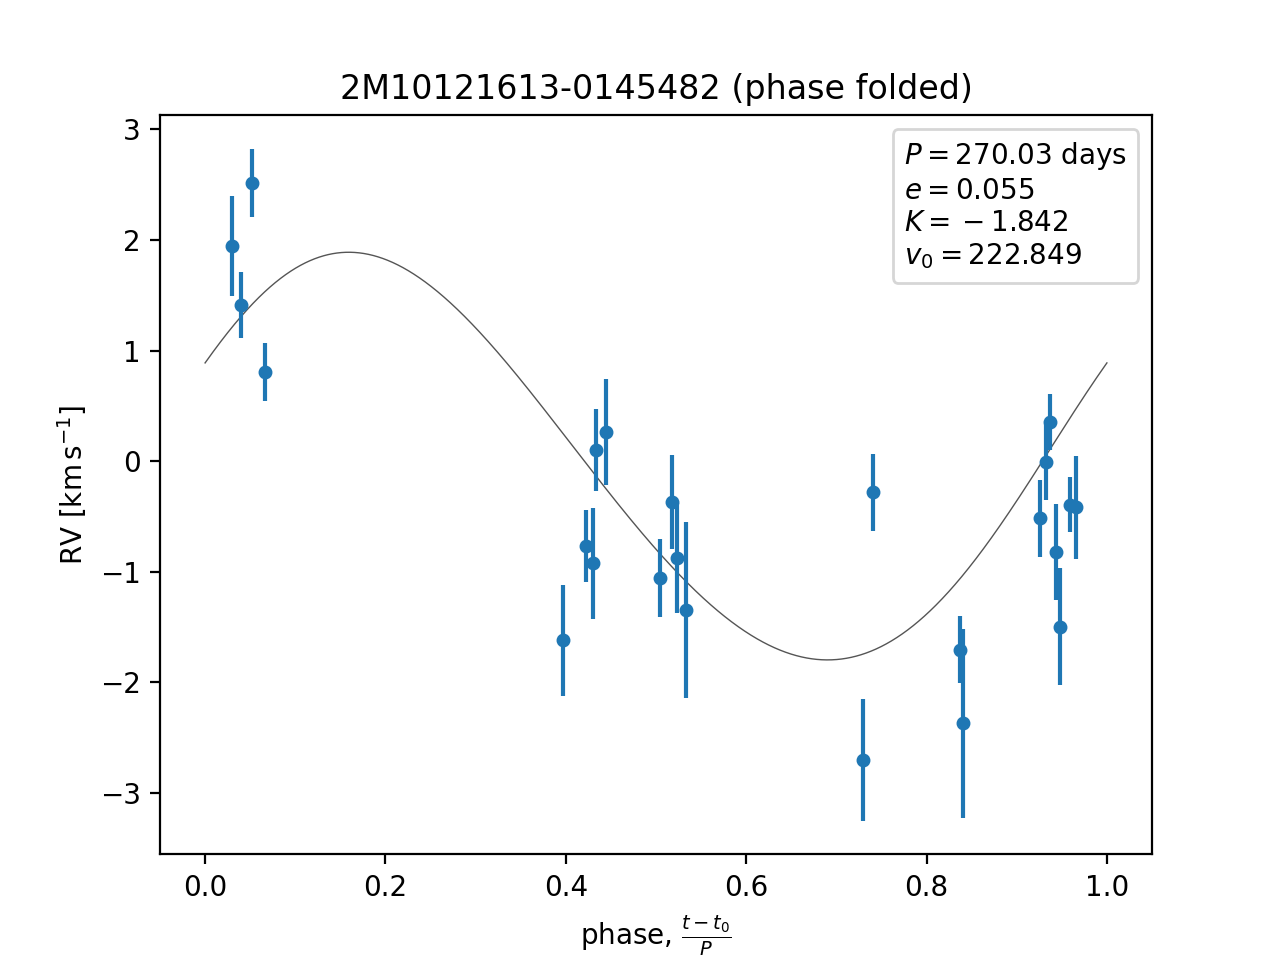 2M10121613-0145482 (phase folded)
P = 270.03 days
e = 0.055
K = −1.842
v₀ = 222.849
3
2
1
0
−1
−2
−3
RV [km s⁻¹]
0.0 0.2 0.4 0.6 0.8 1.0
phase, (t − t₀)/P